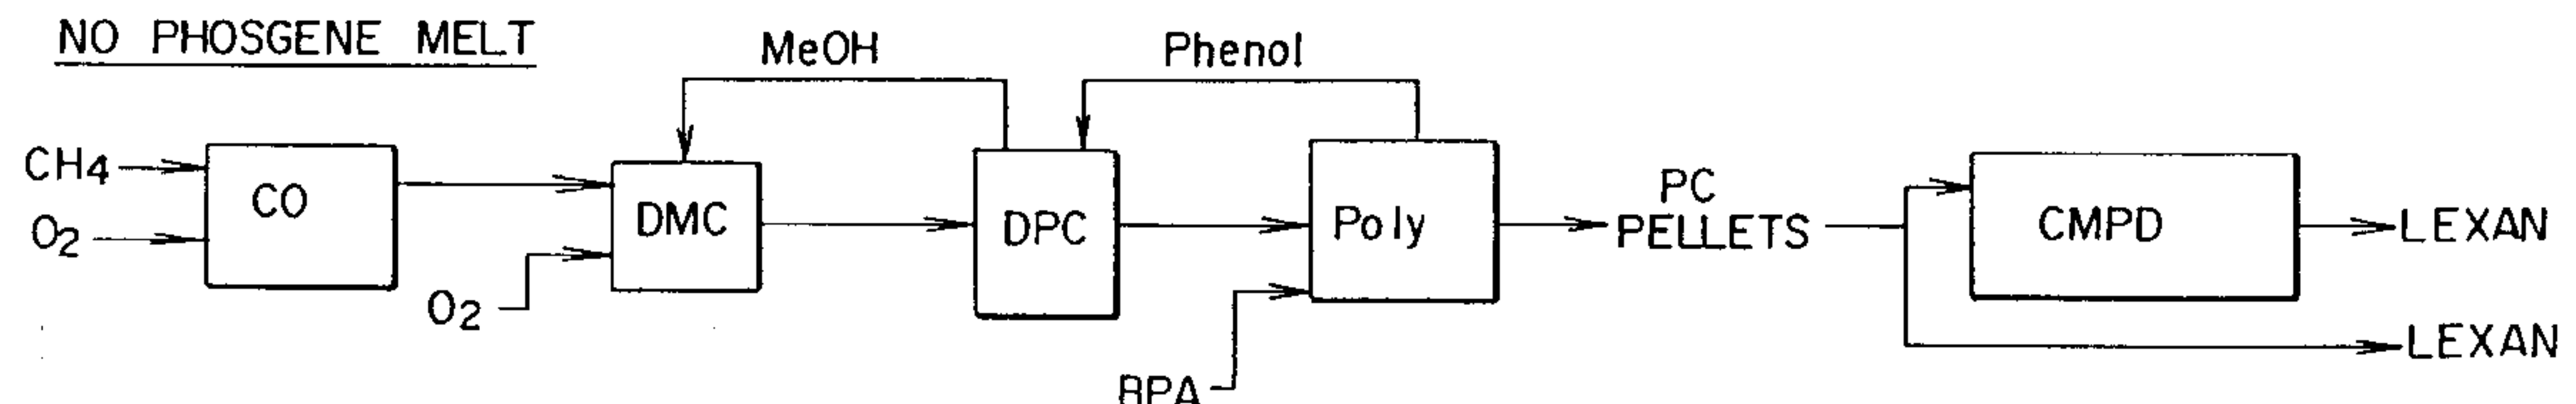 NO PHOSGENE MELT
MeOH
Phenol
CH4
O2
CO
O2
DMC
DPC
Poly
BPA
PC
PELLETS
CMPD
LEXAN
LEXAN